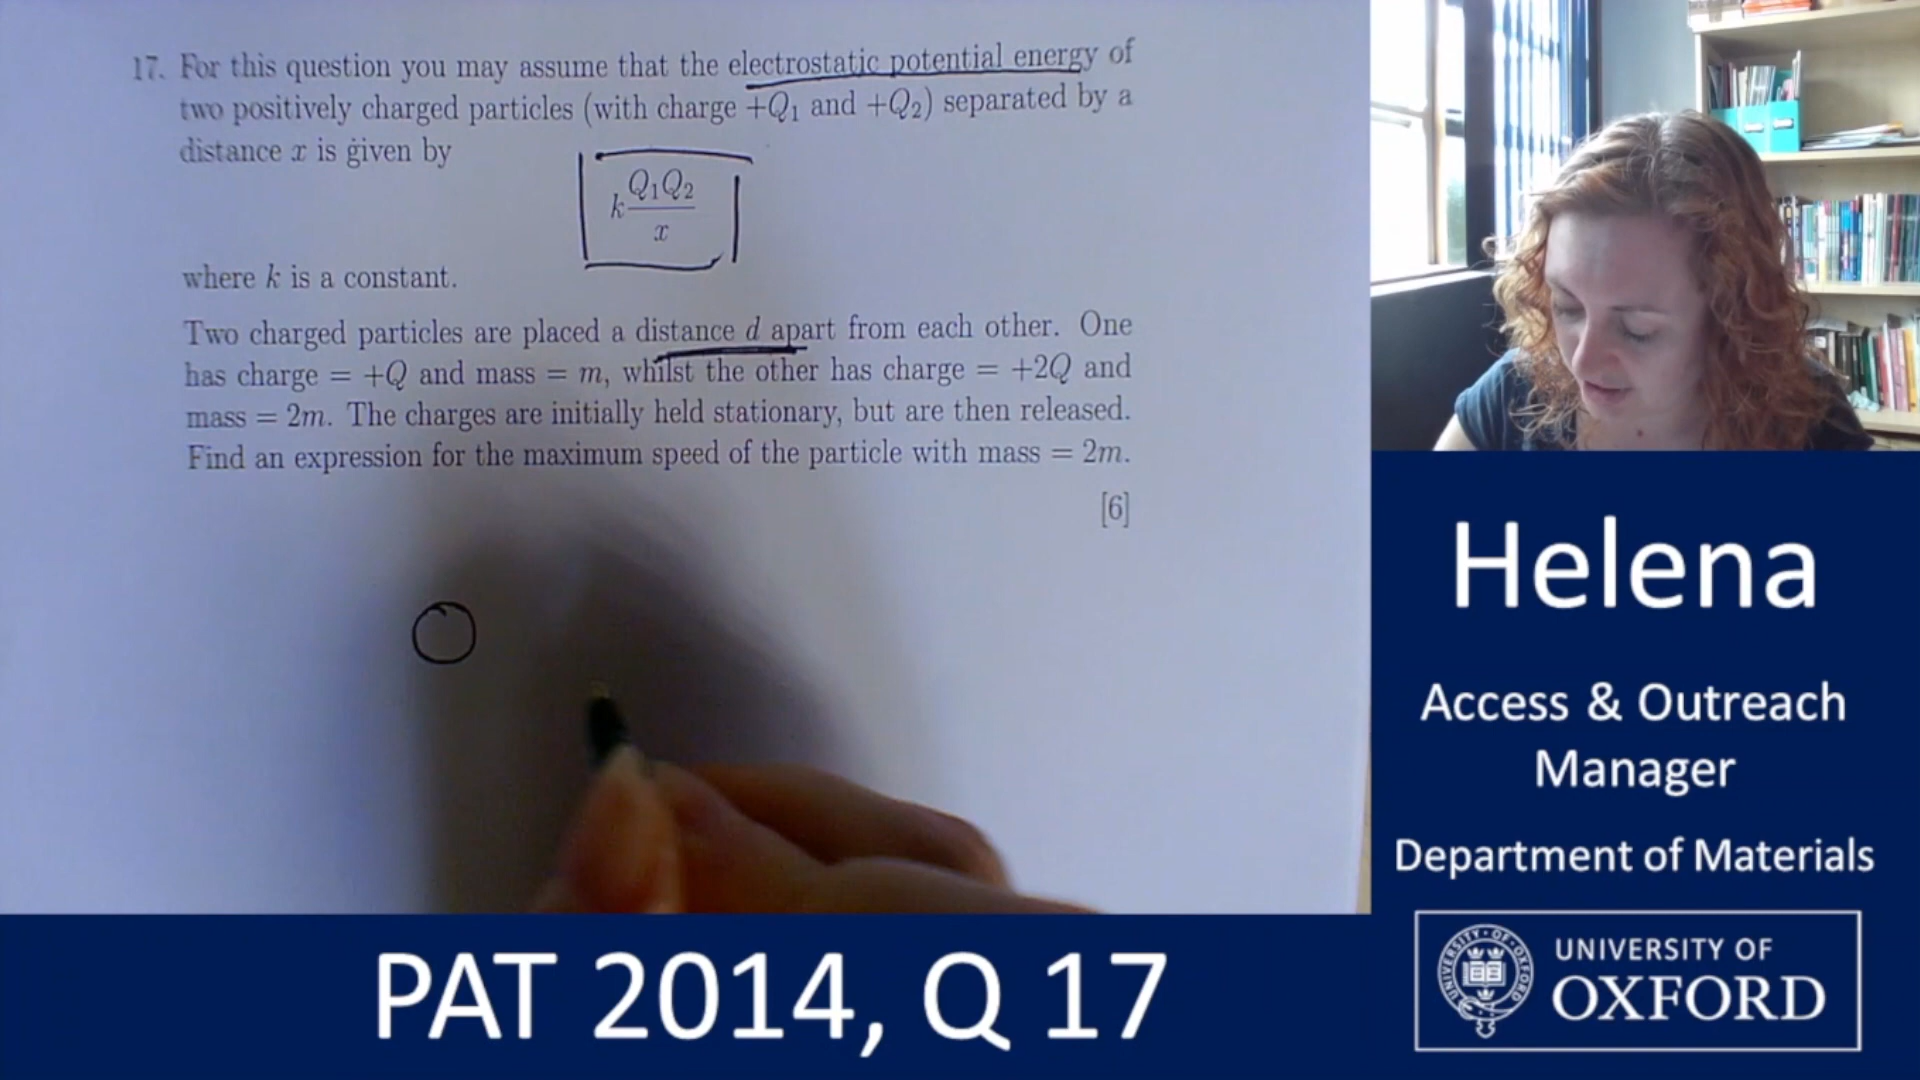 17. For this question you may assume that the electrostatic potential energy of
two positively charged particles (with charge +Q₁ and +Q₂) separated by a
distance x is given by
k Q₁Q₂ / x
where k is a constant.
Two charged particles are placed a distance d apart from each other. One
has charge = +Q and mass = m, whilst the other has charge = +2Q and
mass = 2m. The charges are initially held stationary, but are then released.
Find an expression for the maximum speed of the particle with mass = 2m.
[6]
Helena
Access & Outreach
Manager
Department of Materials
UNIVERSITY OF
OXFORD
PAT 2014, Q 17